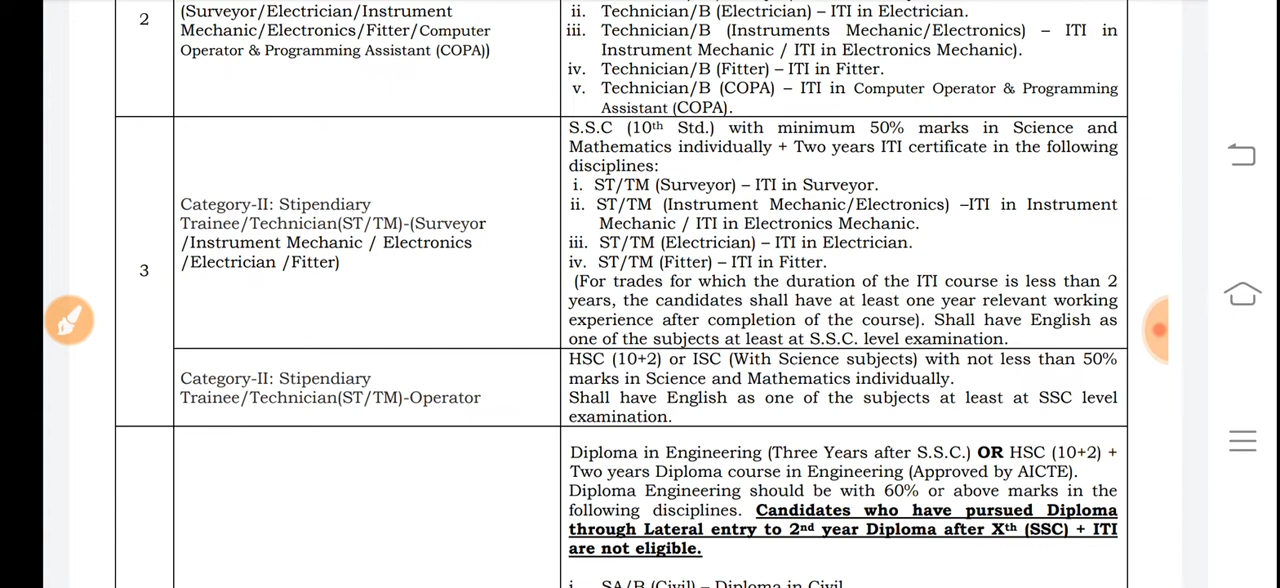 2
(Surveyor/Electrician/Instrument
Mechanic/Electronics/Fitter/Computer
Operator & Programming Assistant (COPA))
ii. Technician/B (Electrician) – ITI in Electrician.
iii. Technician/B (Instruments Mechanic/Electronics) – ITI in
Instrument Mechanic / ITI in Electronics Mechanic).
iv. Technician/B (Fitter) – ITI in Fitter.
v. Technician/B (COPA) – ITI in Computer Operator & Programming
Assistant (COPA).
3
Category-II: Stipendiary
Trainee/Technician(ST/TM)-(Surveyor
/Instrument Mechanic / Electronics
/Electrician /Fitter)
S.S.C (10th Std.) with minimum 50% marks in Science and
Mathematics individually + Two years ITI certificate in the following
disciplines:
i. ST/TM (Surveyor) – ITI in Surveyor.
ii. ST/TM (Instrument Mechanic/Electronics) –ITI in Instrument
Mechanic / ITI in Electronics Mechanic.
iii. ST/TM (Electrician) – ITI in Electrician.
iv. ST/TM (Fitter) – ITI in Fitter.
(For trades for which the duration of the ITI course is less than 2
years, the candidates shall have at least one year relevant working
experience after completion of the course). Shall have English as
one of the subjects at least at S.S.C. level examination.
Category-II: Stipendiary
Trainee/Technician(ST/TM)-Operator
HSC (10+2) or ISC (With Science subjects) with not less than 50%
marks in Science and Mathematics individually.
Shall have English as one of the subjects at least at SSC level
examination.
Diploma in Engineering (Three Years after S.S.C.) OR HSC (10+2) +
Two years Diploma course in Engineering (Approved by AICTE).
Diploma Engineering should be with 60% or above marks in the
following disciplines. Candidates who have pursued Diploma
through Lateral entry to 2nd year Diploma after Xth (SSC) + ITI
are not eligible.
i. SA/B (Civil) – Diploma in Civil